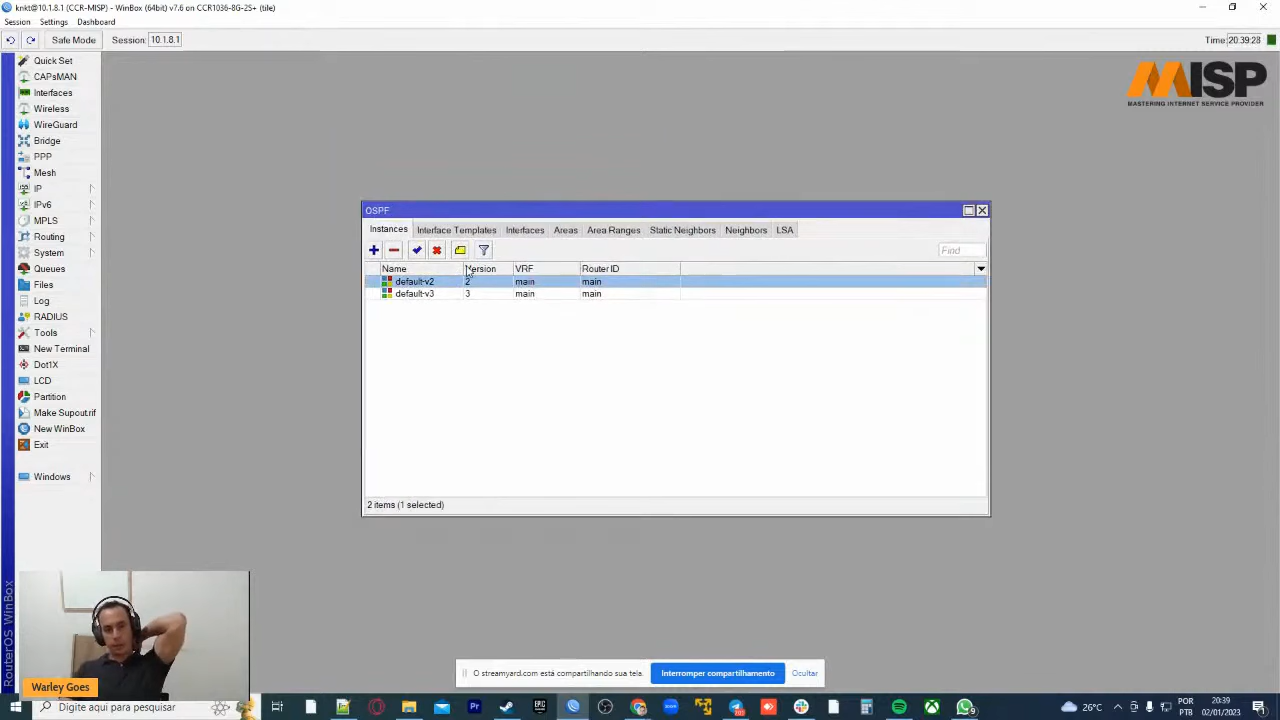 knkt@10.1.8.1 (CCR-MISP) - WinBox (64bit) v7.6 on CCR1036-8G-2S+ (tile)
Session Settings Dashboard
Safe Mode Session: 10.1.8.1 Time: 20:39:28
Quick Set
CAPsMAN
Interfaces
Wireless
WireGuard
Bridge
PPP
Mesh
IP
IPv6
MPLS
Routing
System
Queues
Files
Log
RADIUS
Tools
New Terminal
Dot1X
LCD
Partition
Make Supout.rif
New WinBox
Exit
Windows
RouterOS WinBox
MISP
MASTERING INTERNET SERVICE PROVIDER
OSPF
Instances Interface Templates Interfaces Areas Area Ranges Static Neighbors Neighbors LSA
Find
Name Version VRF Router ID
default-v2 2 main main
default-v3 3 main main
2 items (1 selected)
Warley Goes
O streamyard.com está compartilhando sua tela. Interromper compartilhamento Ocultar
Digite aqui para pesquisar
Pr
EPIC
GAMES
26°C
POR
PTB
20:39
02/01/2023